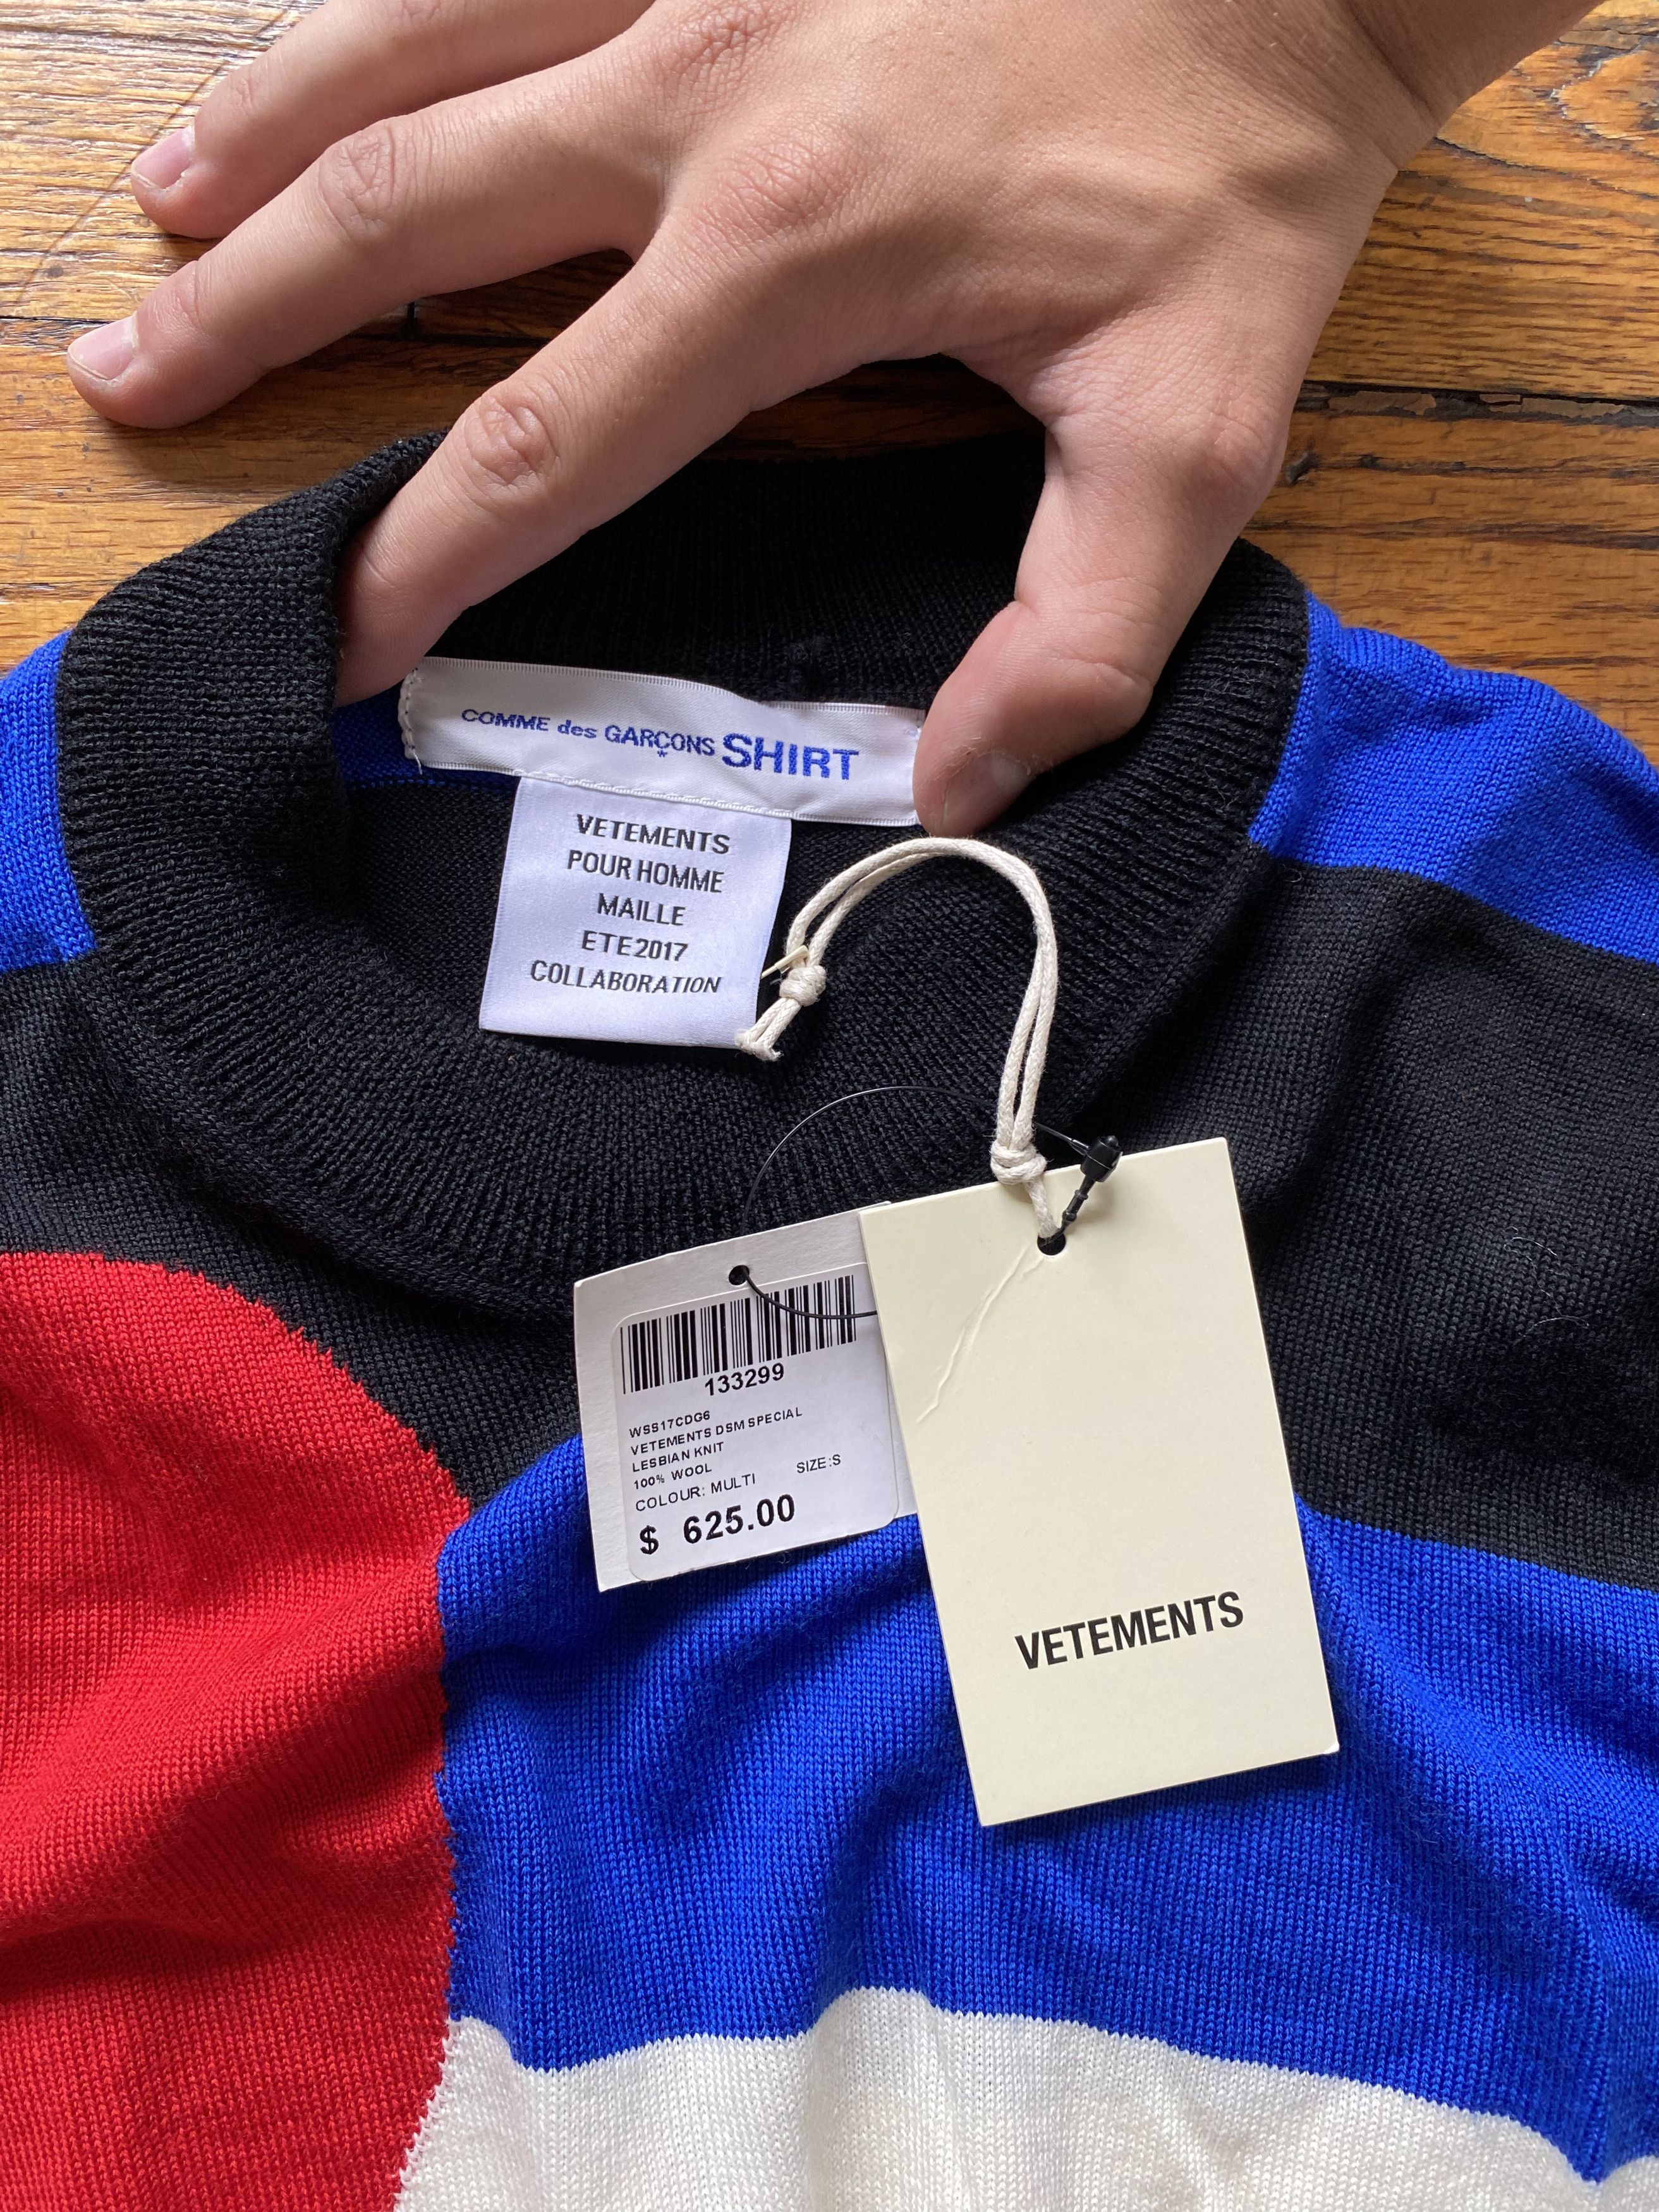 COMME des GARÇONS SHIRT
*
VETEMENTS
POUR HOMME
MAILLE
ETE2017
COLLABORATION
133299
WSS17CDG6
VETEMENTS DSM SPECIAL
LESBIAN KNIT
100% WOOL
COLOUR: MULTI SIZE:S
$ 625.00
VETEMENTS